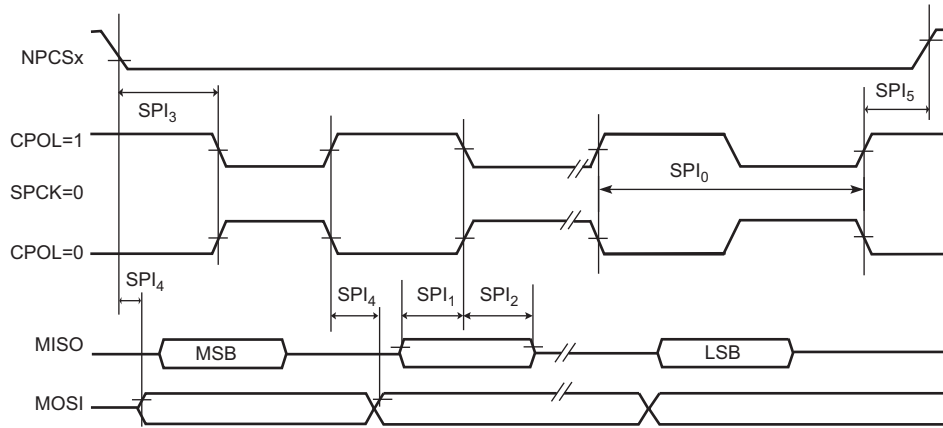 NPCSx
SPI₃
SPI₅
CPOL=1
SPCK=0
SPI₀
CPOL=0
SPI₄
SPI₄
SPI₁
SPI₂
MISO
MSB
LSB
MOSI